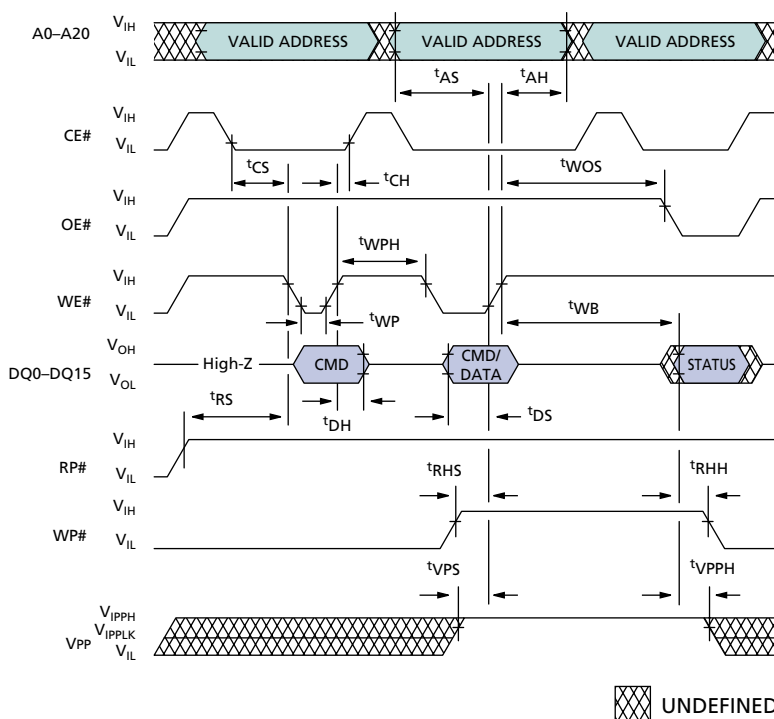 A0–A20
VIH
VIL
VALID ADDRESS
VALID ADDRESS
VALID ADDRESS
tAS
tAH
CE#
VIH
VIL
tCS
tCH
tWOS
OE#
VIH
VIL
tWPH
WE#
VIH
VIL
tWP
tWB
DQ0–DQ15
VOH
VOL
High-Z
CMD
CMD/
DATA
STATUS
tRS
tDH
tDS
RP#
VIH
VIL
tRHS
tRHH
WP#
VIH
VIL
tVPS
tVPPH
VPP
VIPPH
VIPPLK
VIL
UNDEFINED